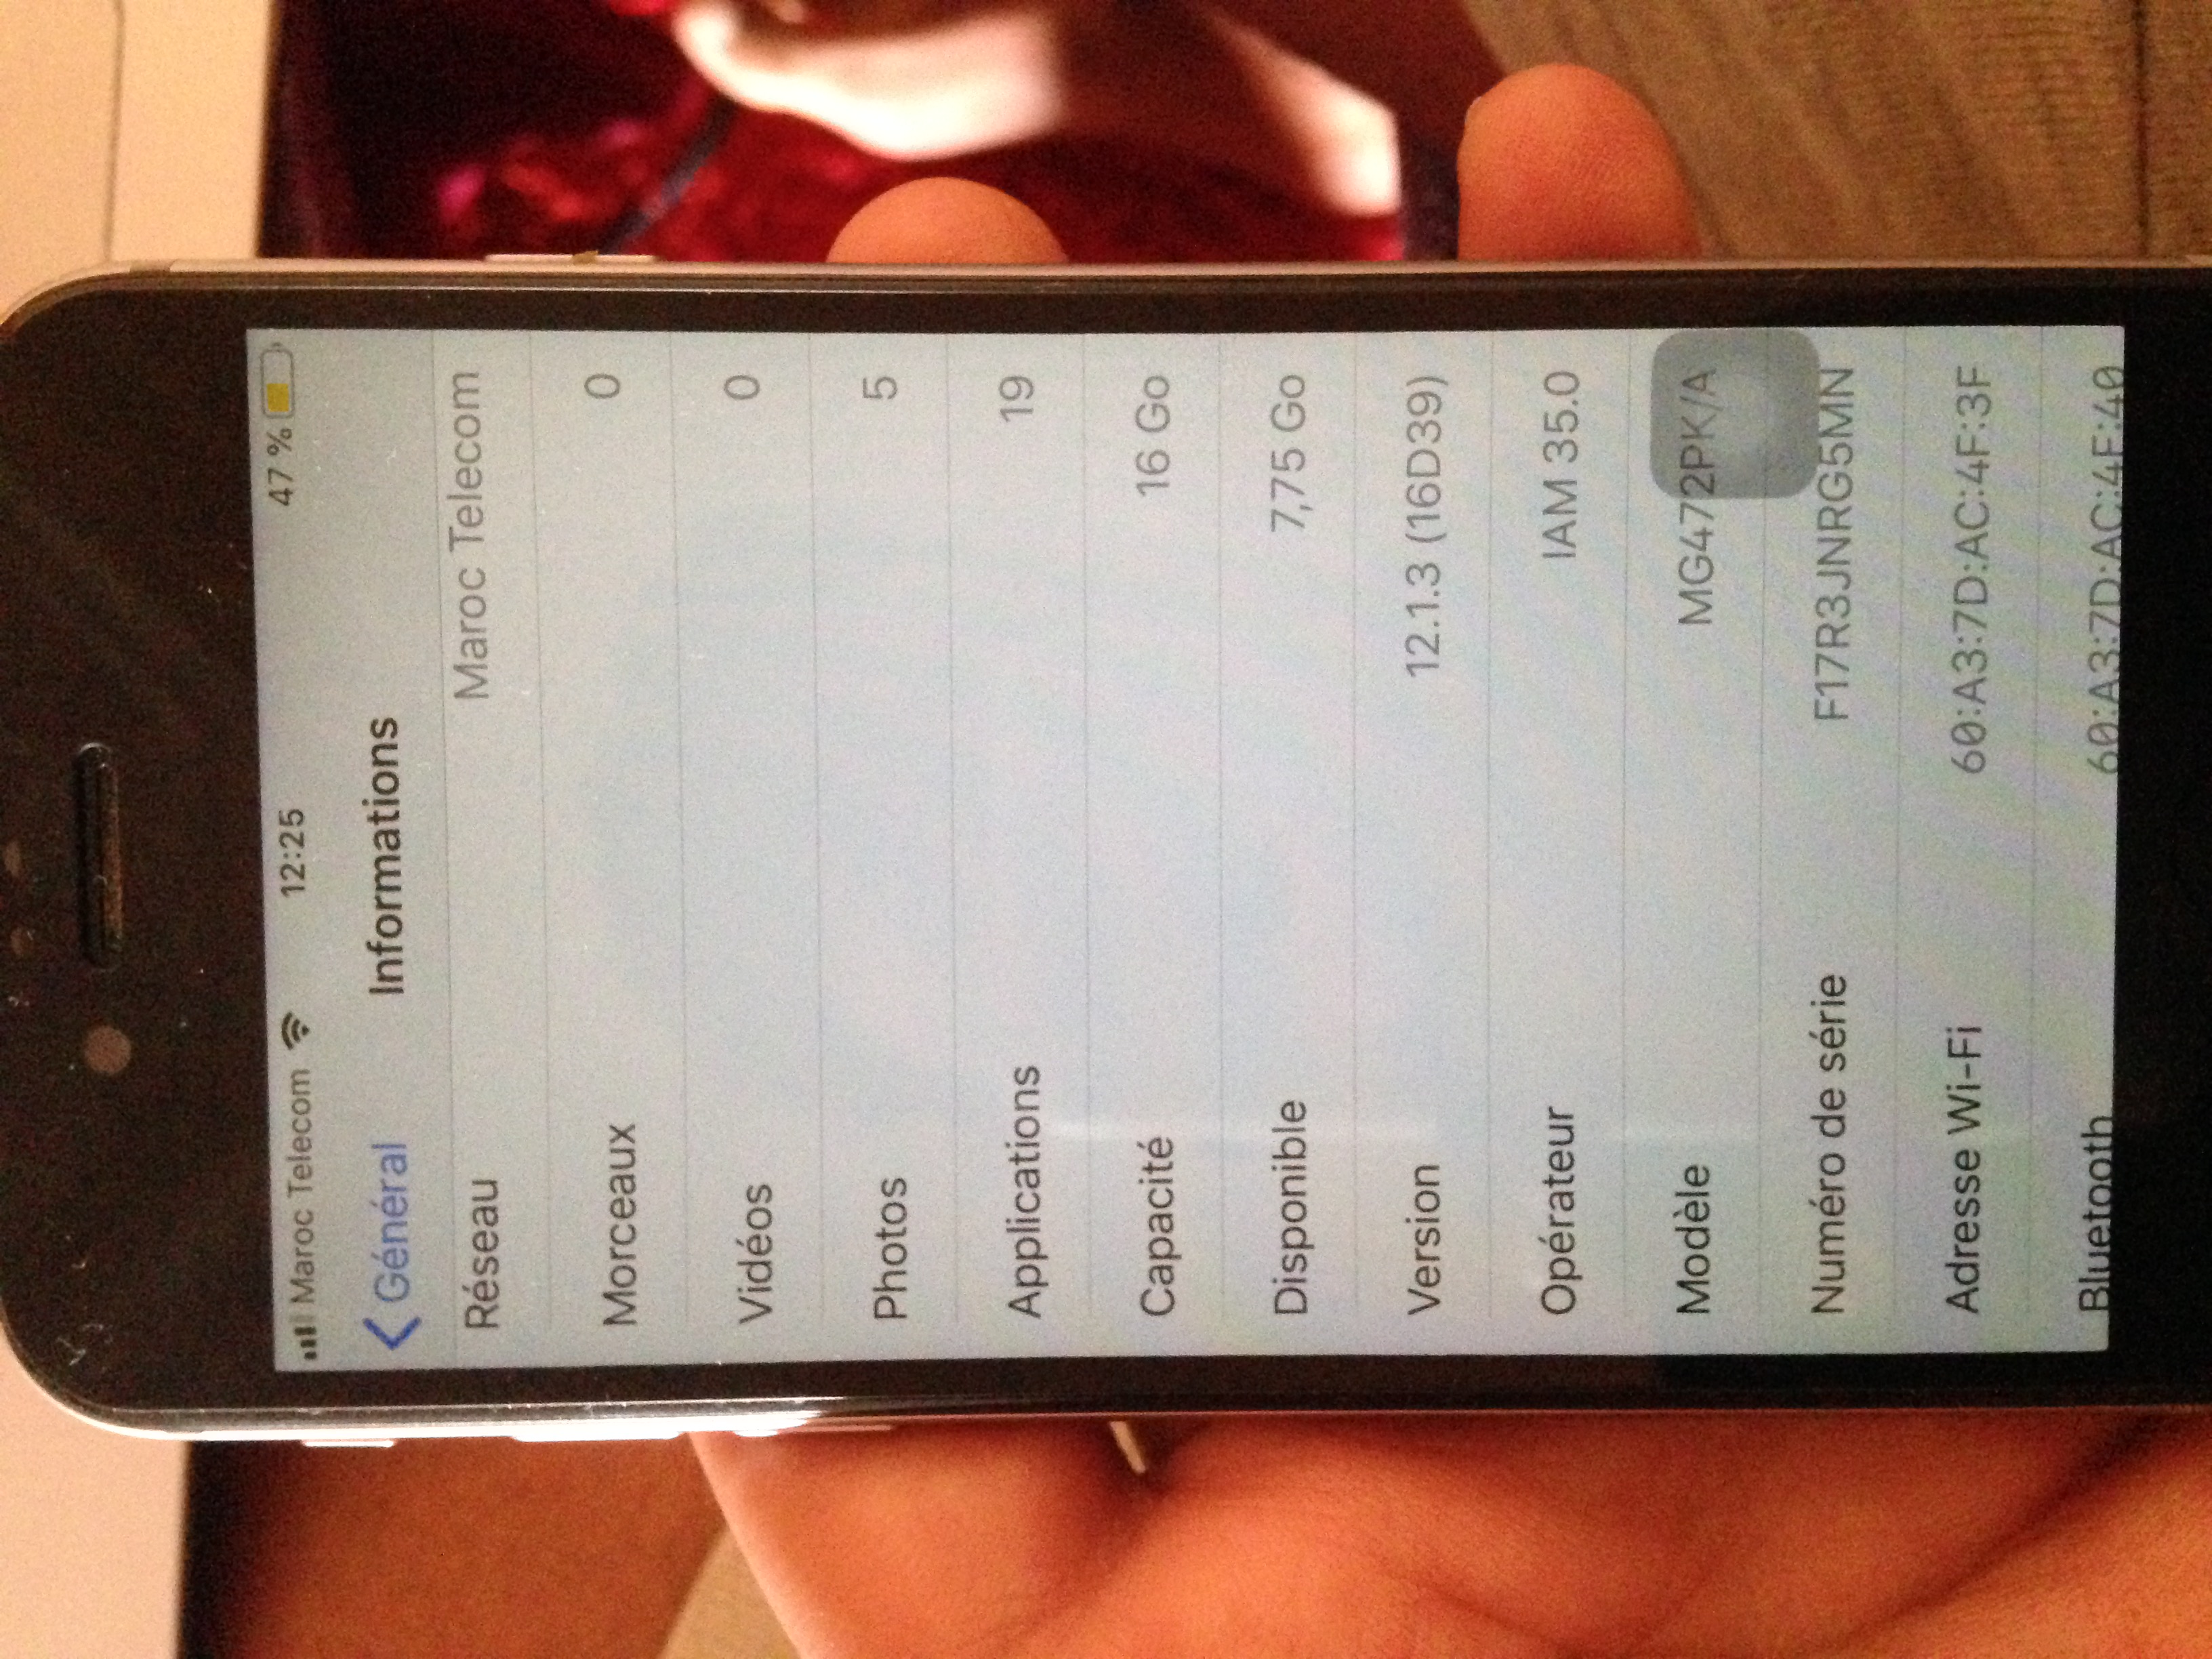 Maroc Telecom 12:25 47 %
Général Informations
Réseau Maroc Telecom
Morceaux 0
Vidéos 0
Photos 5
Applications 19
Capacité 16 Go
Disponible 7,75 Go
Version 12.1.3 (16D39)
Opérateur IAM 35.0
Modèle MG472PK/A
Numéro de série F17R3JNRG5MN
Adresse Wi-Fi 60:A3:7D:AC:4F:3F
Bluetooth 60:A3:7D:AC:4F:40